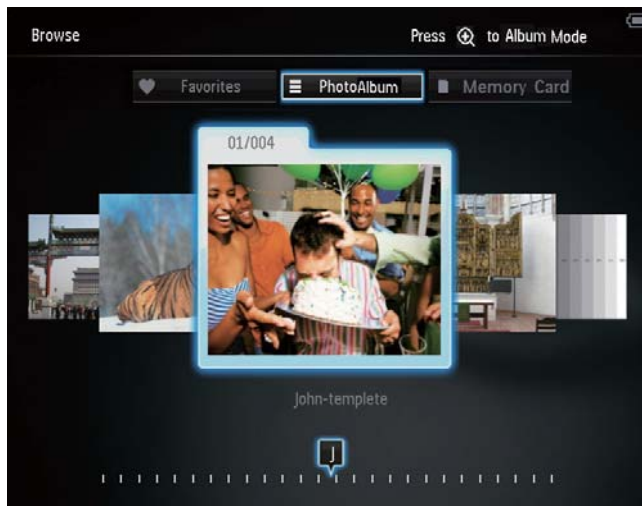 Browse
Press to Album Mode
Favorites
PhotoAlbum
Memory Card
01/004
John-templete
J